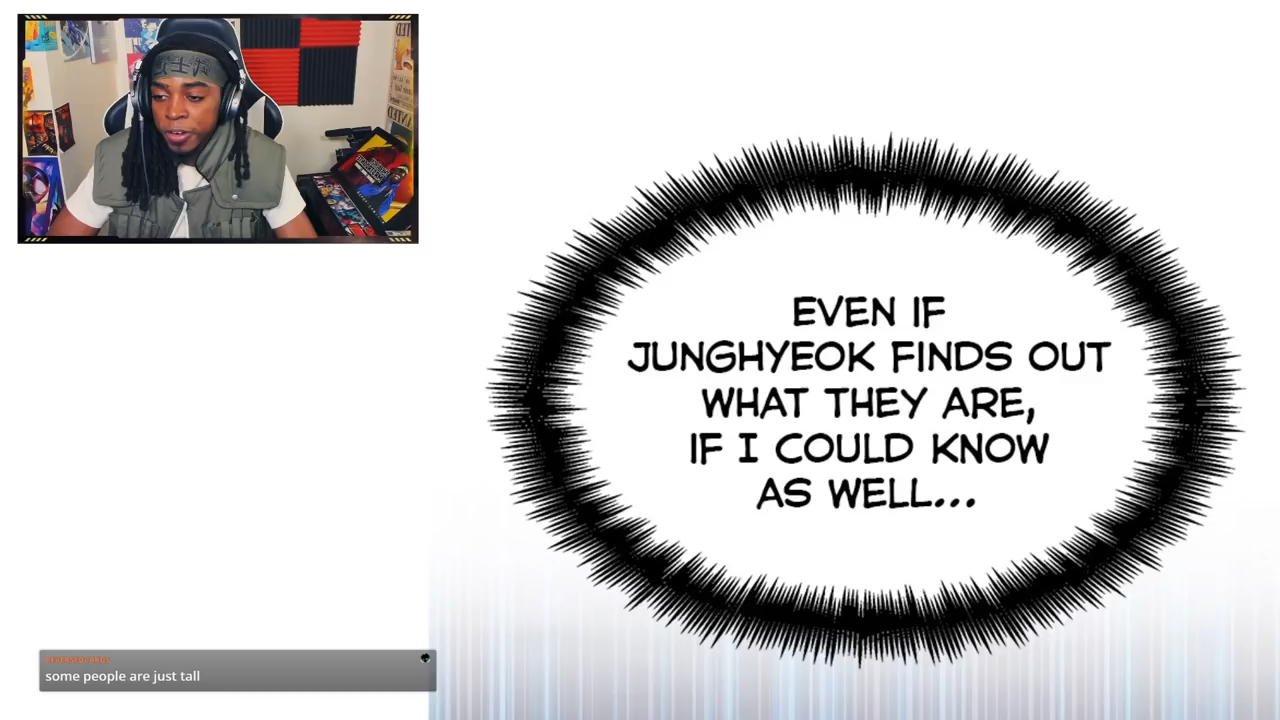 EVEN IF
JUNGHYEOK FINDS OUT
WHAT THEY ARE,
IF I COULD KNOW
AS WELL...
some people are just tall